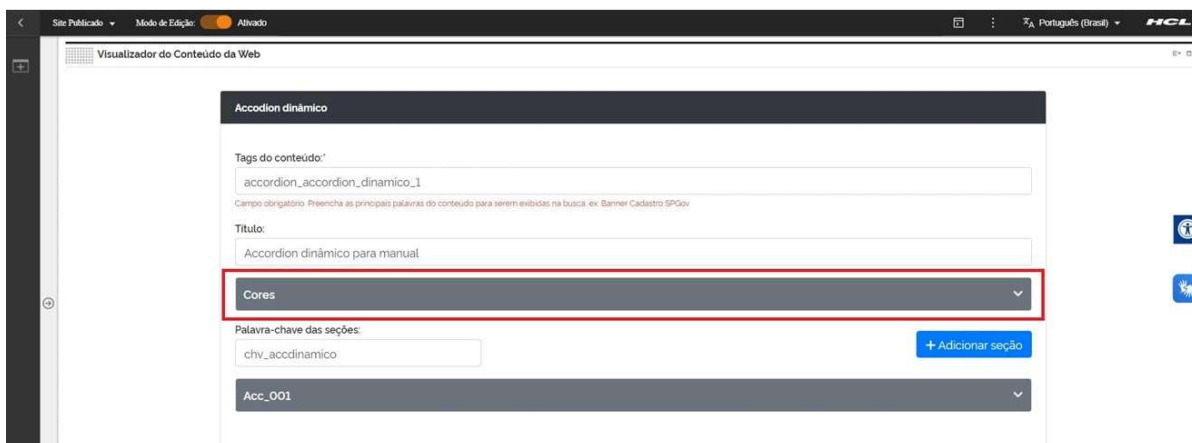 Site Publicado Modo de Edição: Ativado Português (Brasil) HCL
Visualizador do Conteúdo da Web
Accodion dinâmico
Tags do conteúdo:*
accordion_accordion_dinamico_1
Campo obrigatório. Preencha as principais palavras do conteúdo para serem exibidas na busca. ex: Banner Cadastro SPGov
Título:
Accordion dinâmico para manual
Cores
Palavra-chave das seções:
chv_accdinamico
+ Adicionar seção
Acc_001